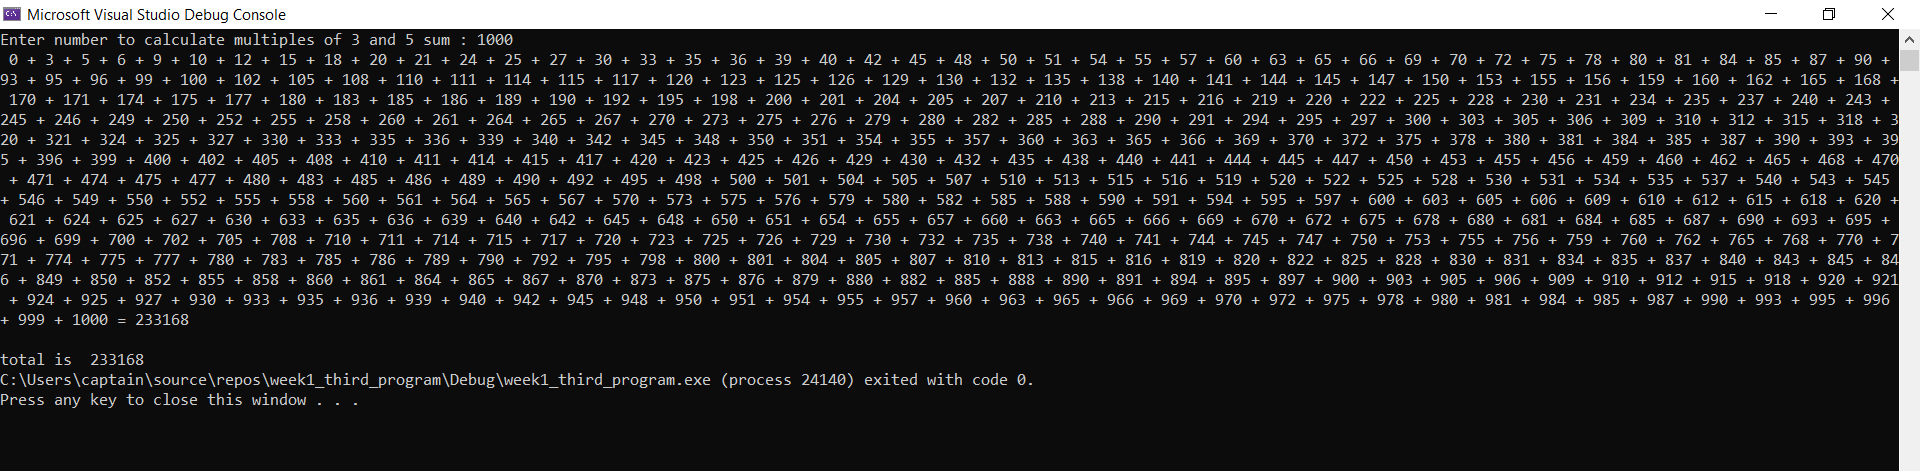 Microsoft Visual Studio Debug Console
Enter number to calculate multiples of 3 and 5 sum : 1000
 0 + 3 + 5 + 6 + 9 + 10 + 12 + 15 + 18 + 20 + 21 + 24 + 25 + 27 + 30 + 33 + 35 + 36 + 39 + 40 + 42 + 45 + 48 + 50 + 51 + 54 + 55 + 57 + 60 + 63 + 65 + 66 + 69 + 70 + 72 + 75 + 78 + 80 + 81 + 84 + 85 + 87 + 90 +
93 + 95 + 96 + 99 + 100 + 102 + 105 + 108 + 110 + 111 + 114 + 115 + 117 + 120 + 123 + 125 + 126 + 129 + 130 + 132 + 135 + 138 + 140 + 141 + 144 + 145 + 147 + 150 + 153 + 155 + 156 + 159 + 160 + 162 + 165 + 168 +
 170 + 171 + 174 + 175 + 177 + 180 + 183 + 185 + 186 + 189 + 190 + 192 + 195 + 198 + 200 + 201 + 204 + 205 + 207 + 210 + 213 + 215 + 216 + 219 + 220 + 222 + 225 + 228 + 230 + 231 + 234 + 235 + 237 + 240 + 243 +
245 + 246 + 249 + 250 + 252 + 255 + 258 + 260 + 261 + 264 + 265 + 267 + 270 + 273 + 275 + 276 + 279 + 280 + 282 + 285 + 288 + 290 + 291 + 294 + 295 + 297 + 300 + 303 + 305 + 306 + 309 + 310 + 312 + 315 + 318 + 3
20 + 321 + 324 + 325 + 327 + 330 + 333 + 335 + 336 + 339 + 340 + 342 + 345 + 348 + 350 + 351 + 354 + 355 + 357 + 360 + 363 + 365 + 366 + 369 + 370 + 372 + 375 + 378 + 380 + 381 + 384 + 385 + 387 + 390 + 393 + 39
5 + 396 + 399 + 400 + 402 + 405 + 408 + 410 + 411 + 414 + 415 + 417 + 420 + 423 + 425 + 426 + 429 + 430 + 432 + 435 + 438 + 440 + 441 + 444 + 445 + 447 + 450 + 453 + 455 + 456 + 459 + 460 + 462 + 465 + 468 + 470
 + 471 + 474 + 475 + 477 + 480 + 483 + 485 + 486 + 489 + 490 + 492 + 495 + 498 + 500 + 501 + 504 + 505 + 507 + 510 + 513 + 515 + 516 + 519 + 520 + 522 + 525 + 528 + 530 + 531 + 534 + 535 + 537 + 540 + 543 + 545
+ 546 + 549 + 550 + 552 + 555 + 558 + 560 + 561 + 564 + 565 + 567 + 570 + 573 + 575 + 576 + 579 + 580 + 582 + 585 + 588 + 590 + 591 + 594 + 595 + 597 + 600 + 603 + 605 + 606 + 609 + 610 + 612 + 615 + 618 + 620 +
 621 + 624 + 625 + 627 + 630 + 633 + 635 + 636 + 639 + 640 + 642 + 645 + 648 + 650 + 651 + 654 + 655 + 657 + 660 + 663 + 665 + 666 + 669 + 670 + 672 + 675 + 678 + 680 + 681 + 684 + 685 + 687 + 690 + 693 + 695 +
696 + 699 + 700 + 702 + 705 + 708 + 710 + 711 + 714 + 715 + 717 + 720 + 723 + 725 + 726 + 729 + 730 + 732 + 735 + 738 + 740 + 741 + 744 + 745 + 747 + 750 + 753 + 755 + 756 + 759 + 760 + 762 + 765 + 768 + 770 + 7
71 + 774 + 775 + 777 + 780 + 783 + 785 + 786 + 789 + 790 + 792 + 795 + 798 + 800 + 801 + 804 + 805 + 807 + 810 + 813 + 815 + 816 + 819 + 820 + 822 + 825 + 828 + 830 + 831 + 834 + 835 + 837 + 840 + 843 + 845 + 84
6 + 849 + 850 + 852 + 855 + 858 + 860 + 861 + 864 + 865 + 867 + 870 + 873 + 875 + 876 + 879 + 880 + 882 + 885 + 888 + 890 + 891 + 894 + 895 + 897 + 900 + 903 + 905 + 906 + 909 + 910 + 912 + 915 + 918 + 920 + 921
 + 924 + 925 + 927 + 930 + 933 + 935 + 936 + 939 + 940 + 942 + 945 + 948 + 950 + 951 + 954 + 955 + 957 + 960 + 963 + 965 + 966 + 969 + 970 + 972 + 975 + 978 + 980 + 981 + 984 + 985 + 987 + 990 + 993 + 995 + 996
+ 999 + 1000 = 233168
total is  233168
C:\Users\captain\source\repos\week1_third_program\Debug\week1_third_program.exe (process 24140) exited with code 0.
Press any key to close this window . . .